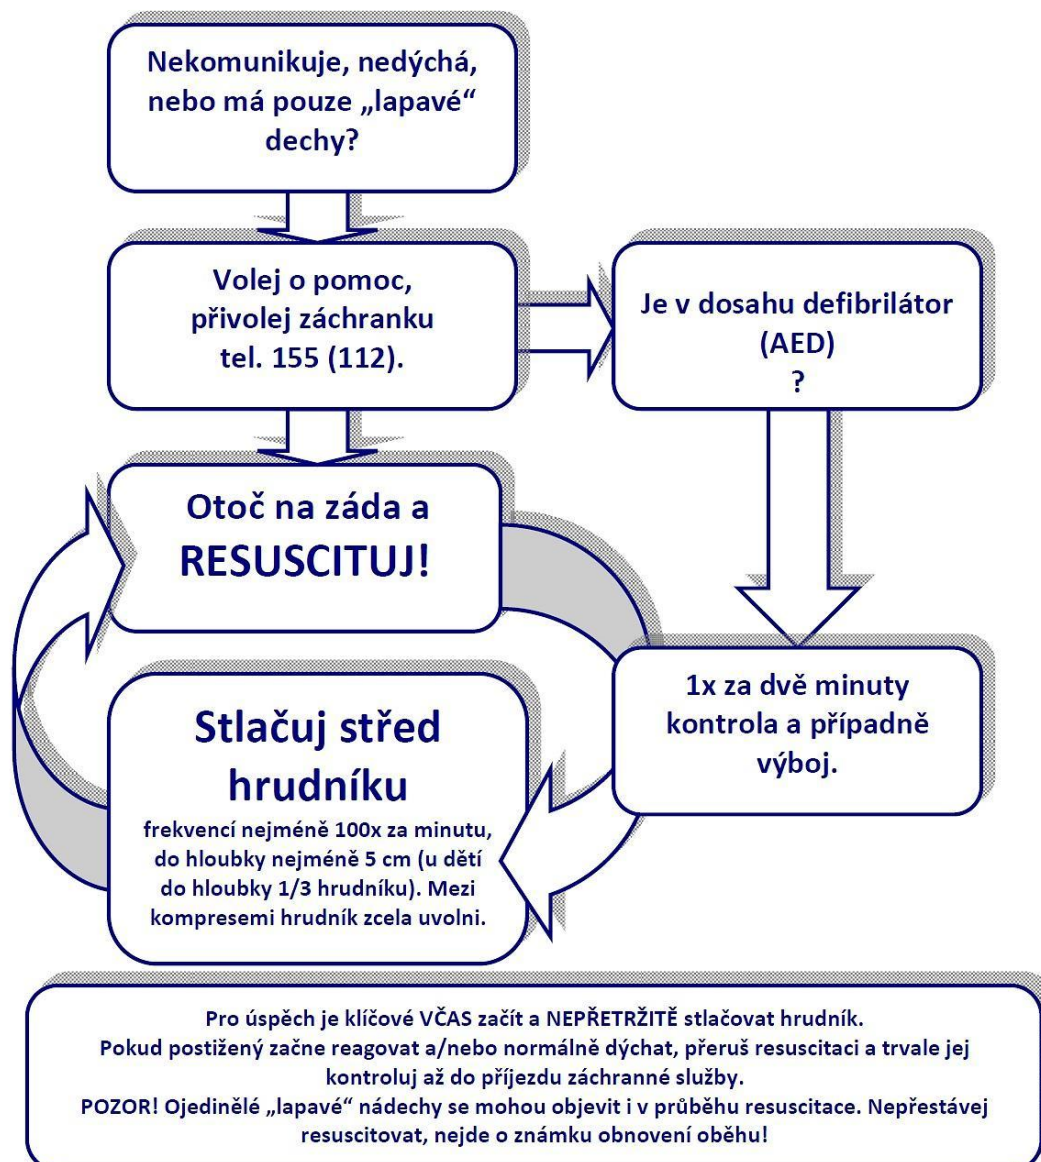 Nekomunikuje, nedýchá,
nebo má pouze „lapavé“
dechy?
Volej o pomoc,
přivolej záchranku
tel. 155 (112).
Je v dosahu defibrilátor
(AED)
?
Otoč na záda a
RESUSCITUJ!
1x za dvě minuty
kontrola a případně
výboj.
Stlačuj střed
hrudníku
frekvencí nejméně 100x za minutu,
do hloubky nejméně 5 cm (u dětí
do hloubky 1/3 hrudníku). Mezi
kompresemi hrudník zcela uvolni.
Pro úspěch je klíčové VČAS začít a NEPŘETRŽITĚ stlačovat hrudník.
Pokud postižený začne reagovat a/nebo normálně dýchat, přeruš resuscitaci a trvale jej
kontroluj až do příjezdu záchranné služby.
POZOR! Ojedinělé „lapavé“ nádechy se mohou objevit i v průběhu resuscitace. Nepřestávej
resuscitovat, nejde o známku obnovení oběhu!